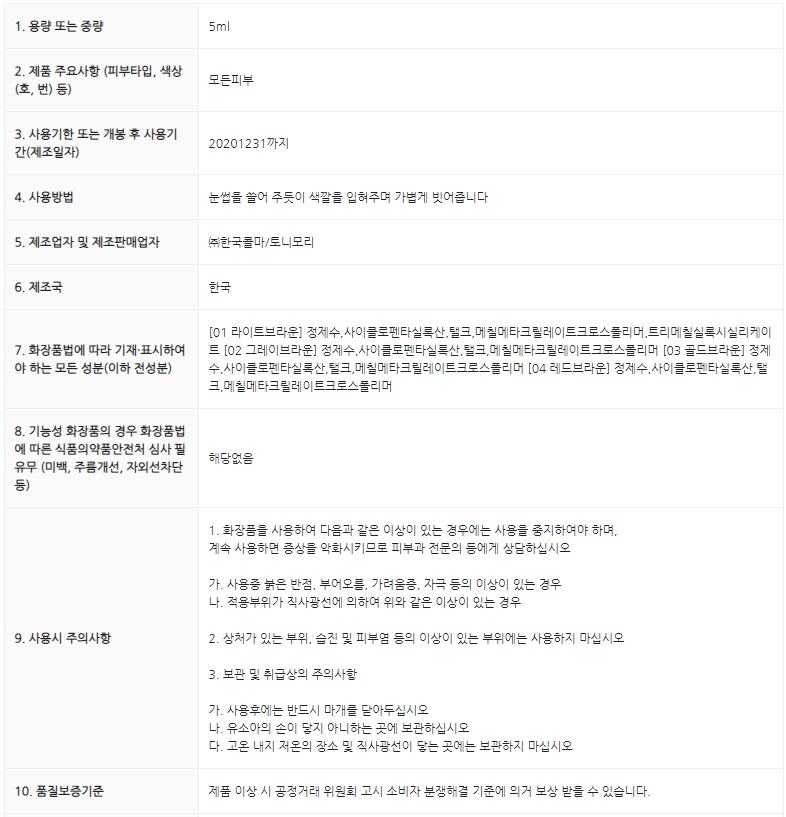 1. 용량 또는 중량
5ml
2. 제품 주요사항 (피부타입, 색상
(호, 번) 등)
모든피부
3. 사용기한 또는 개봉 후 사용기
간(제조일자)
20201231까지
4. 사용방법
눈썹을 쓸어 주듯이 색깔을 입혀주며 가볍게 빗어줍니다
5. 제조업자 및 제조판매업자
㈜한국콜마/토니모리
6. 제조국
한국
7. 화장품법에 따라 기재·표시하여
야 하는 모든 성분(이하 전성분)
[01 라이트브라운] 정제수,사이클로펜타실록산,탤크,메칠메타크릴레이트크로스폴리머,트리메칠실록시실리케이
트 [02 그레이브라운] 정제수,사이클로펜타실록산,탤크,메칠메타크릴레이트크로스폴리머 [03 골드브라운] 정제
수,사이클로펜타실록산,탤크,메칠메타크릴레이트크로스폴리머 [04 레드브라운] 정제수,사이클로펜타실록산,탤
크,메칠메타크릴레이트크로스폴리머
8. 기능성 화장품의 경우 화장품법
에 따른 식품의약품안전처 심사 필
유무 (미백, 주름개선, 자외선차단
등)
해당없음
9. 사용시 주의사항
1. 화장품을 사용하여 다음과 같은 이상이 있는 경우에는 사용을 중지하여야 하며,
계속 사용하면 증상을 악화시키므로 피부과 전문의 등에게 상담하십시오
가. 사용중 붉은 반점, 부어오름, 가려움증, 자극 등의 이상이 있는 경우
나. 적용부위가 직사광선에 의하여 위와 같은 이상이 있는 경우
2. 상처가 있는 부위, 습진 및 피부염 등의 이상이 있는 부위에는 사용하지 마십시오
3. 보관 및 취급상의 주의사항
가. 사용후에는 반드시 마개를 닫아두십시오
나. 유소아의 손이 닿지 아니하는 곳에 보관하십시오
다. 고온 내지 저온의 장소 및 직사광선이 닿는 곳에는 보관하지 마십시오
10. 품질보증기준
제품 이상 시 공정거래 위원회 고시 소비자 분쟁해결 기준에 의거 보상 받을 수 있습니다.